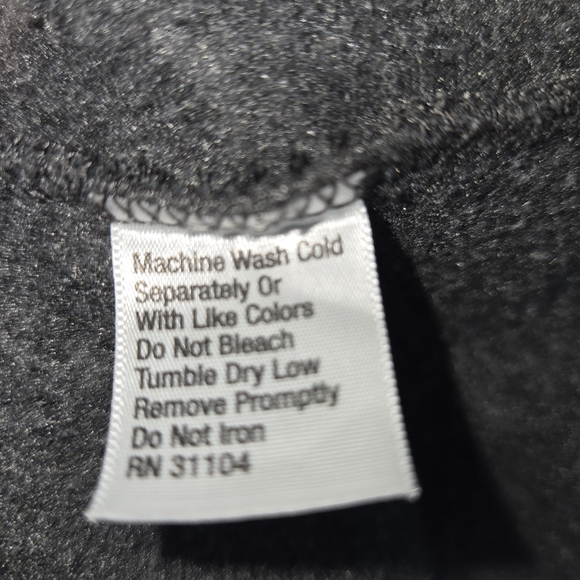 Machine Wash Cold
Separately Or
With Like Colors
Do Not Bleach
Tumble Dry Low
Remove Promptly
Do Not Iron
RN 31104